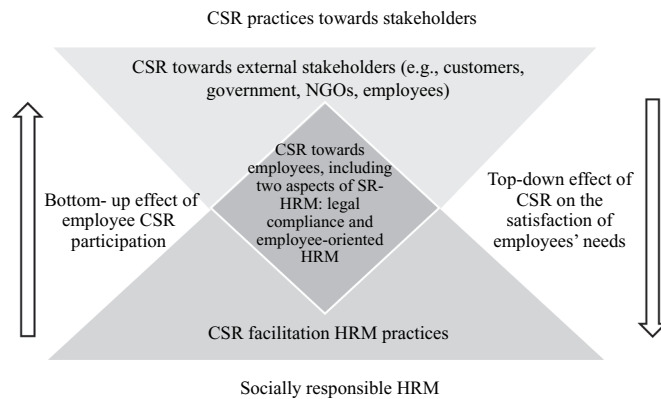 CSR practices towards stakeholders
CSR towards external stakeholders (e.g., customers,
government, NGOs, employees)
CSR towards
employees, including
two aspects of SR-
HRM: legal
compliance and
employee-oriented
HRM
Bottom- up effect of
employee CSR
participation
Top-down effect of
CSR on the
satisfaction of
employees’ needs
CSR facilitation HRM practices
Socially responsible HRM